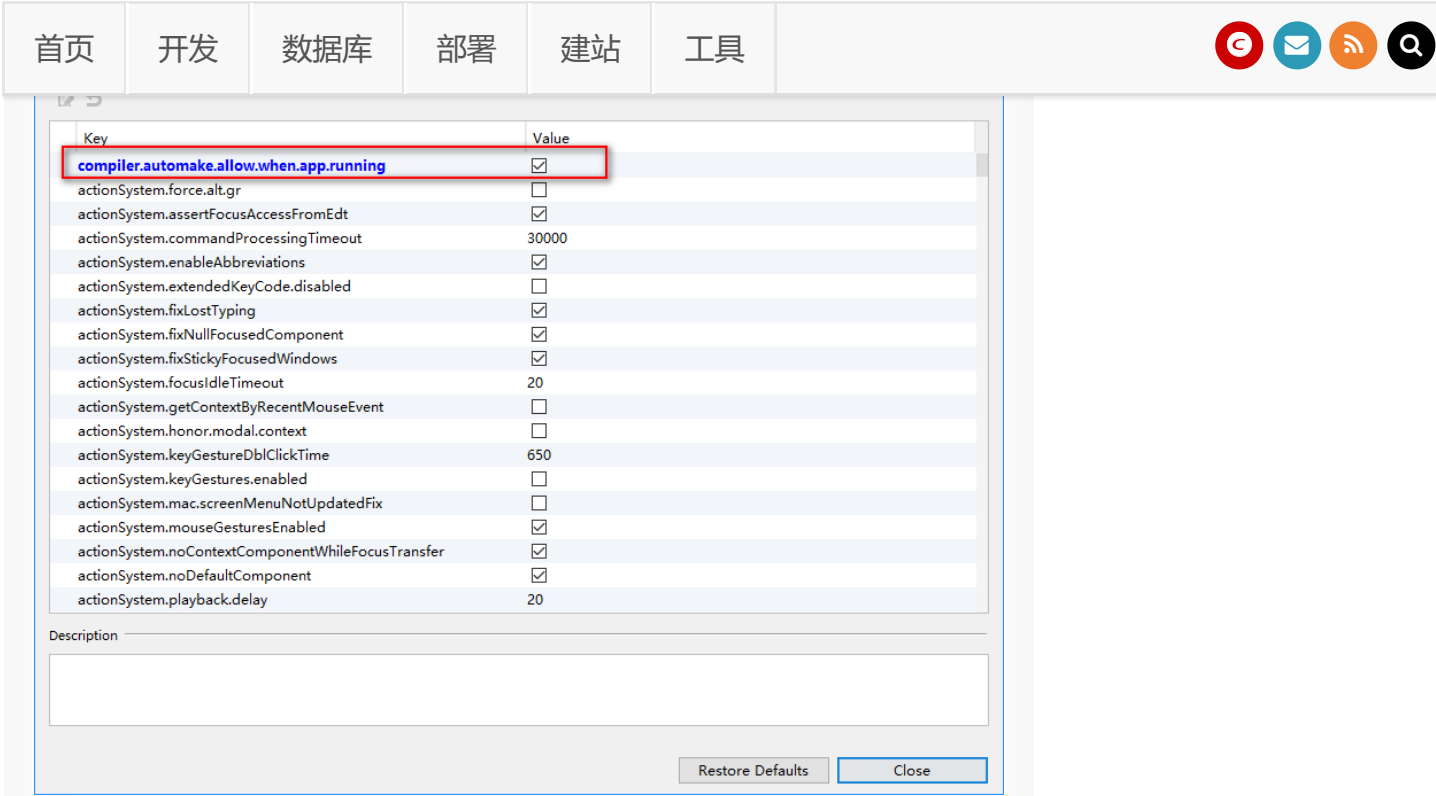 首页 开发 数据库 部署 建站 工具
Key Value
compiler.automake.allow.when.app.running
actionSystem.force.alt.gr
actionSystem.assertFocusAccessFromEdt
actionSystem.commandProcessingTimeout 30000
actionSystem.enableAbbreviations
actionSystem.extendedKeyCode.disabled
actionSystem.fixLostTyping
actionSystem.fixNullFocusedComponent
actionSystem.fixStickyFocusedWindows
actionSystem.focusIdleTimeout 20
actionSystem.getContextByRecentMouseEvent
actionSystem.honor.modal.context
actionSystem.keyGestureDblClickTime 650
actionSystem.keyGestures.enabled
actionSystem.mac.screenMenuNotUpdatedFix
actionSystem.mouseGesturesEnabled
actionSystem.noContextComponentWhileFocusTransfer
actionSystem.noDefaultComponent
actionSystem.playback.delay 20
Description
Restore Defaults Close